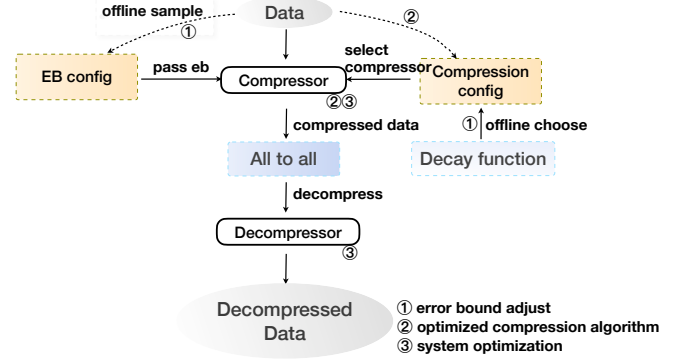 offline sample
Data
①
②
EB config
pass eb
Compressor
select
compressor
Compression
config
②③
compressed data
① offline choose
All to all
Decay function
decompress
Decompressor
③
Decompressed
Data
① error bound adjust
② optimized compression algorithm
③ system optimization